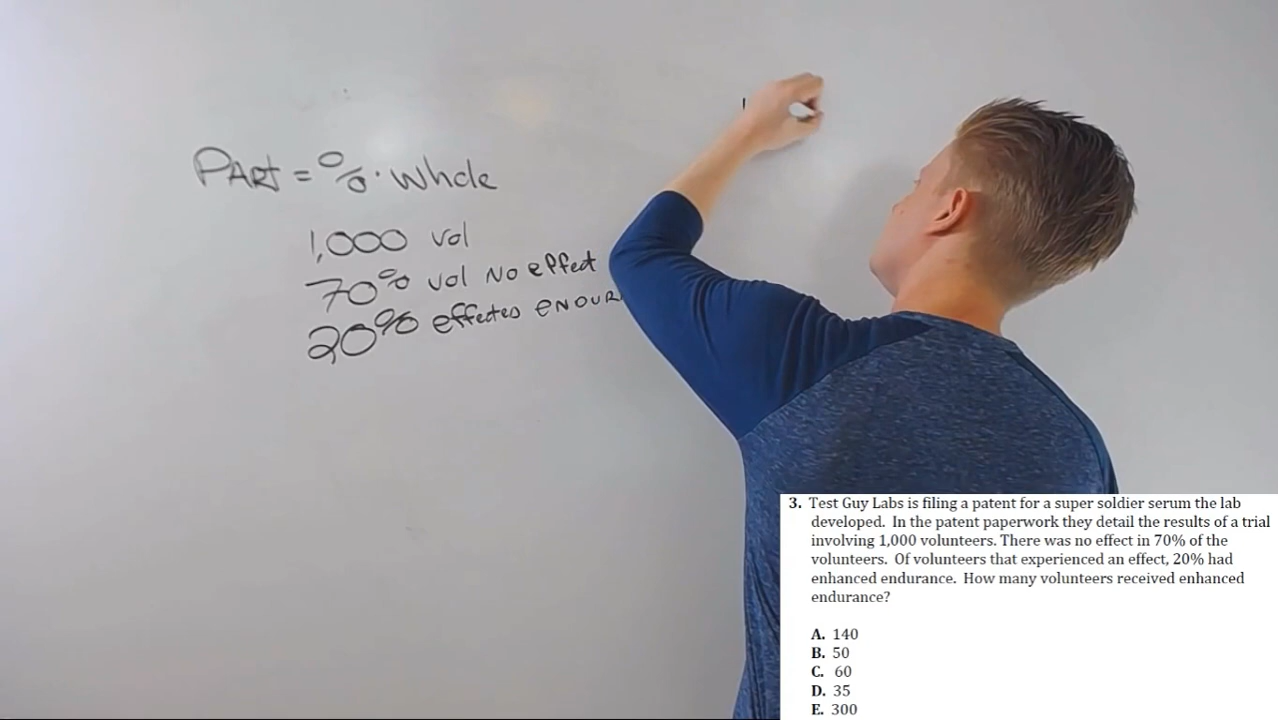 PART = % · Whole
1,000 vol
70% vol No effect
20% effectes
3. Test Guy Labs is filing a patent for a super soldier serum the lab
developed. In the patent paperwork they detail the results of a trial
involving 1,000 volunteers. There was no effect in 70% of the
volunteers. Of volunteers that experienced an effect, 20% had
enhanced endurance. How many volunteers received enhanced
endurance?
A. 140
B. 50
C. 60
D. 35
E. 300